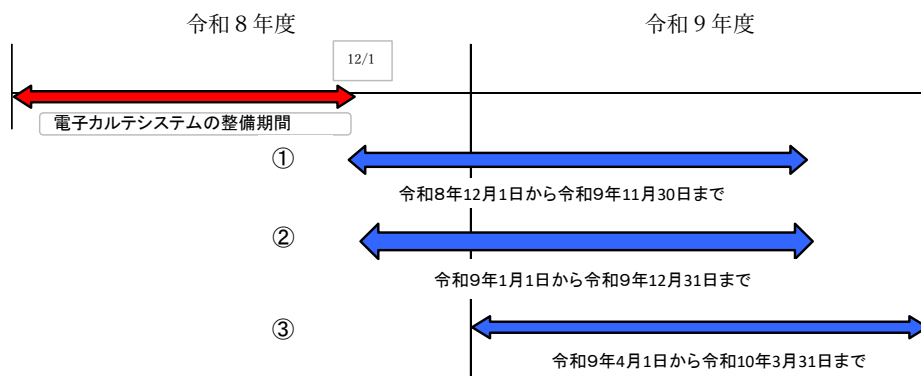 令和８年度
令和９年度
12/1
電子カルテシステムの整備期間
①
令和８年12月1日から令和９年11月30日まで
②
令和９年1月1日から令和９年12月31日まで
③
令和９年4月1日から令和10年3月31日まで